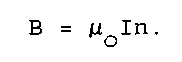 B = μ₀In.